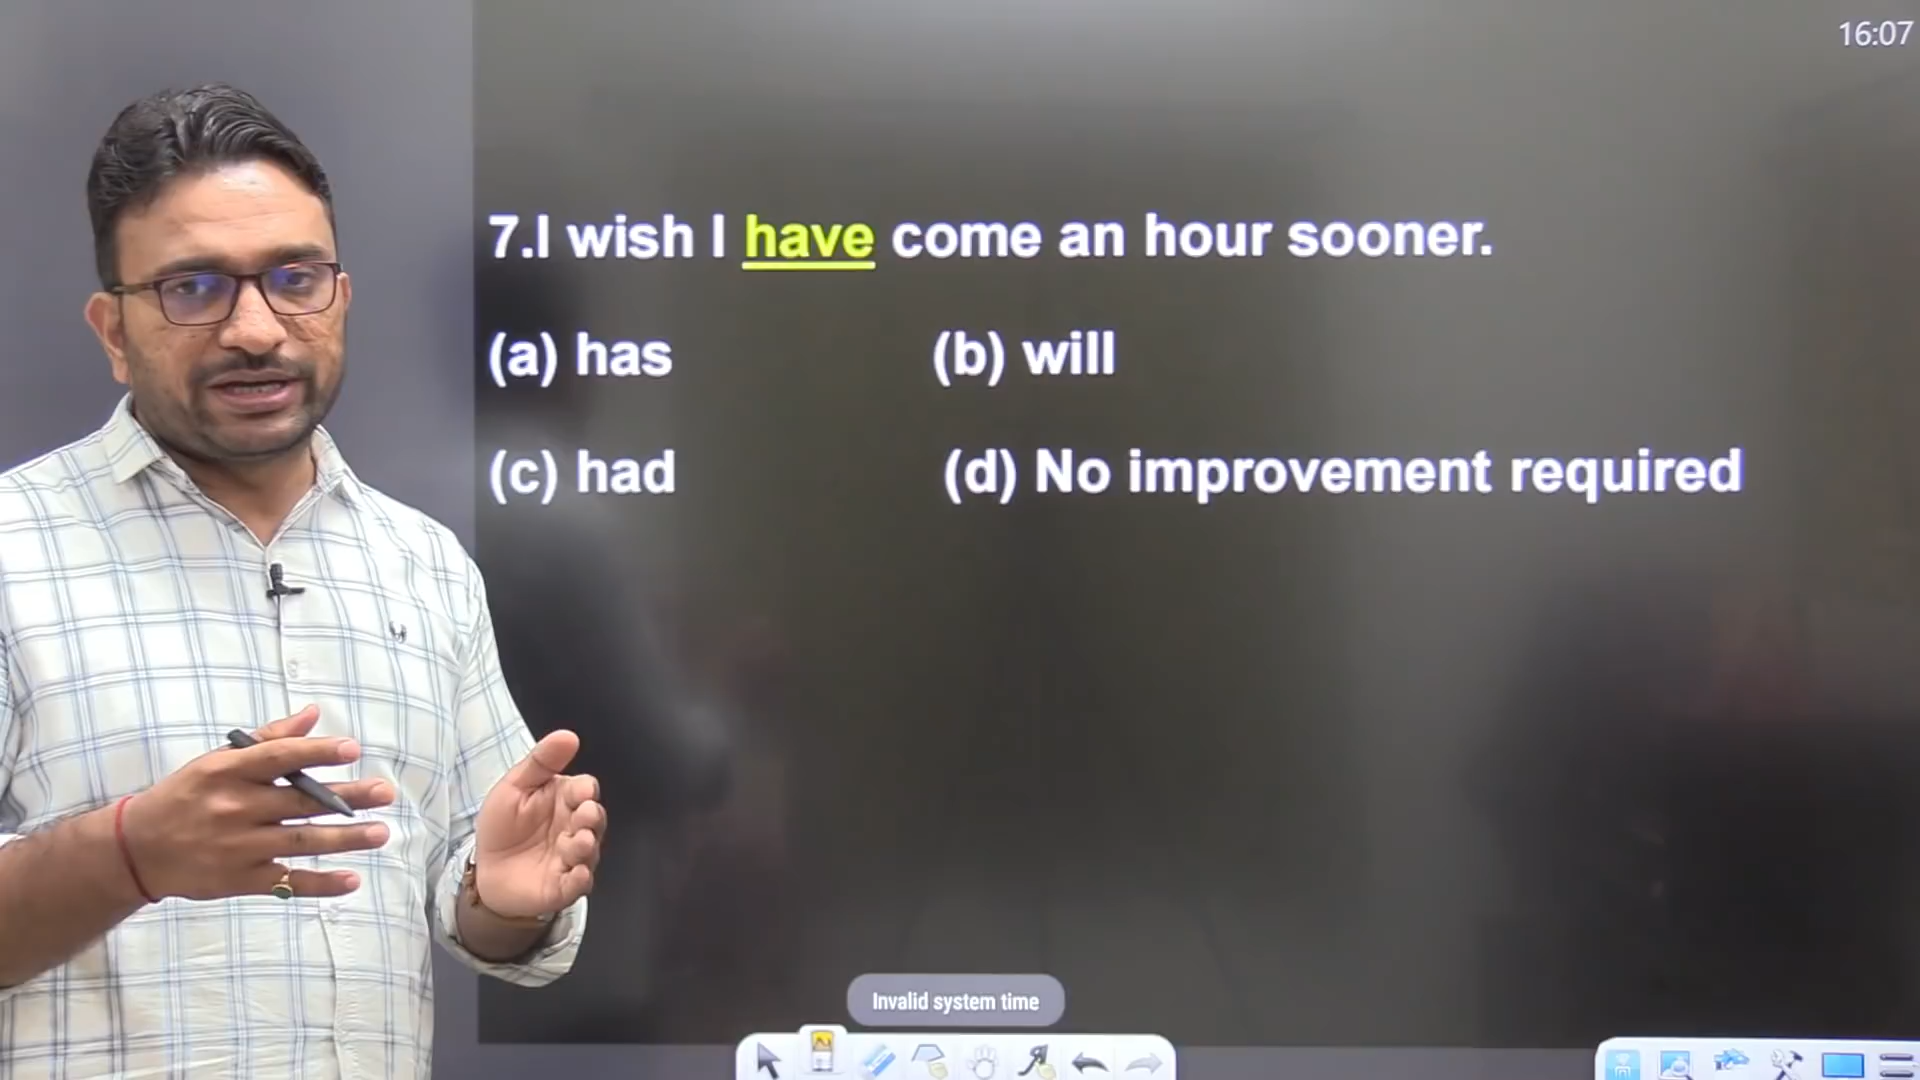 16:07
7.I wish I have come an hour sooner.
(a) has (b) will
(c) had (d) No improvement required
Invalid system time